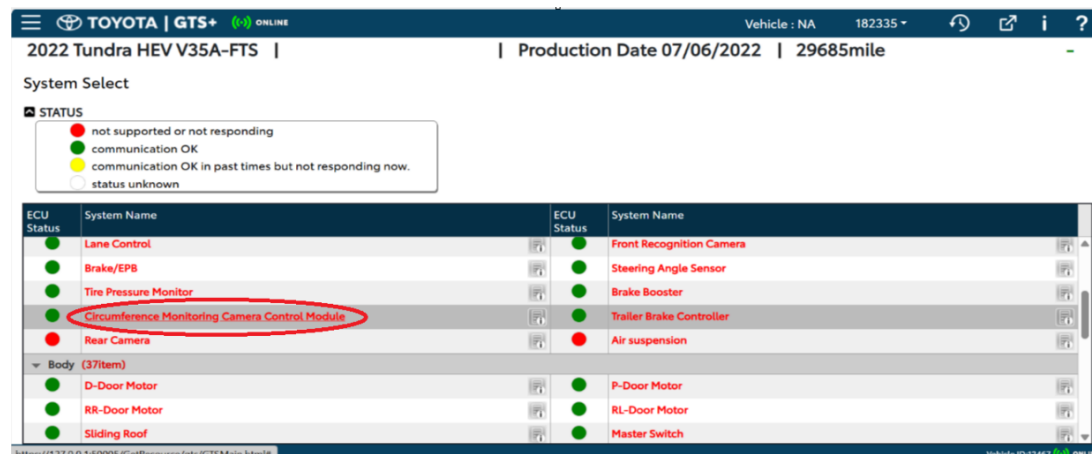 TOYOTA | GTS+ ONLINE Vehicle : NA 182335 i ?
2022 Tundra HEV V35A-FTS | | Production Date 07/06/2022 | 29685mile -
System Select
STATUS
not supported or not responding
communication OK
communication OK in past times but not responding now.
status unknown
ECU Status System Name ECU Status System Name
Lane Control Front Recognition Camera
Brake/EPB Steering Angle Sensor
Tire Pressure Monitor Brake Booster
Circumference Monitoring Camera Control Module Trailer Brake Controller
Rear Camera Air suspension
Body (37item)
D-Door Motor P-Door Motor
RR-Door Motor RL-Door Motor
Sliding Roof Master Switch